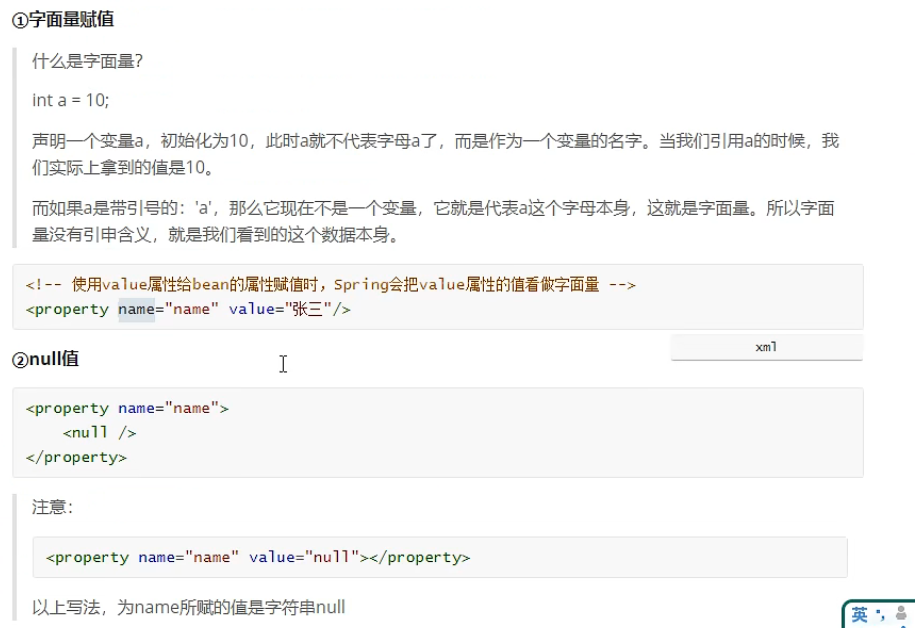 ①字面量赋值
什么是字面量?
int a = 10;
声明一个变量a，初始化为10，此时a就不代表字母a了，而是作为一个变量的名字。当我们引用a的时候，我
们实际上拿到的值是10。
而如果a是带引号的：'a'，那么它现在不是一个变量，它就是代表a这个字母本身，这就是字面量。所以字面
量没有引申含义，就是我们看到的这个数据本身。
<!-- 使用value属性给bean的属性赋值时，Spring会把value属性的值看做字面量 -->
<property name="name" value="张三"/>
xml
②null值
<property name="name">
    <null />
</property>
注意：
<property name="name" value="null"></property>
以上写法，为name所赋的值是字符串null
英